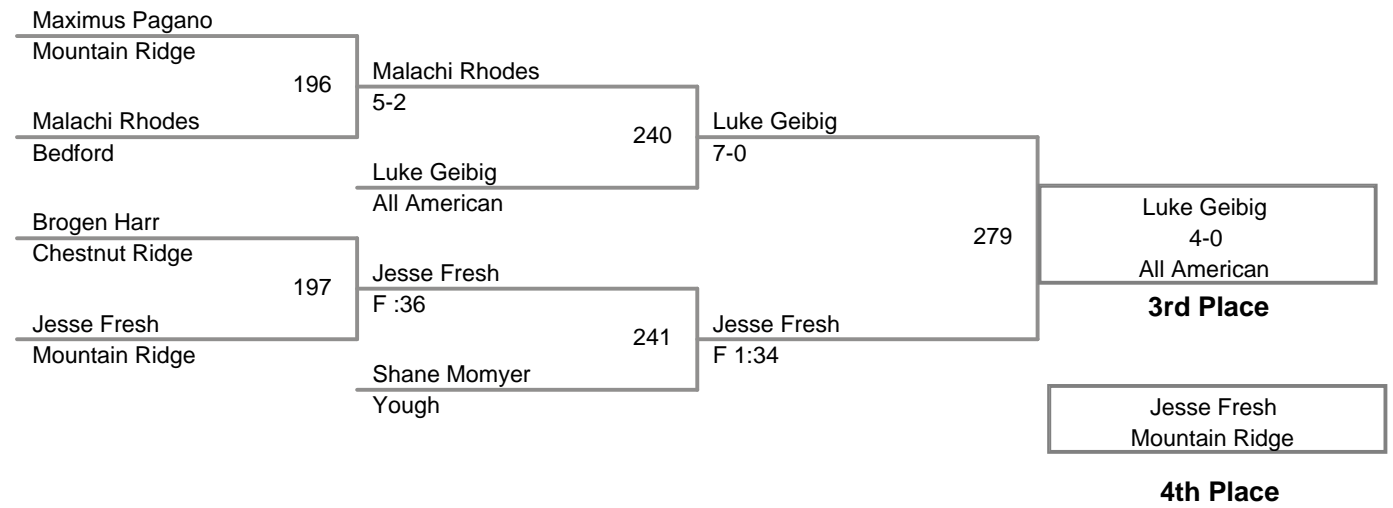 Maximus Pagano
Mountain Ridge
196
Malachi Rhodes
Bedford
Malachi Rhodes
5-2
240
Luke Geibig
All American
Luke Geibig
7-0
Brogen Harr
Chestnut Ridge
197
Jesse Fresh
Mountain Ridge
Jesse Fresh
F :36
241
Shane Momyer
Yough
Jesse Fresh
F 1:34
279
Luke Geibig
4-0
All American
3rd Place
Jesse Fresh
Mountain Ridge
4th Place